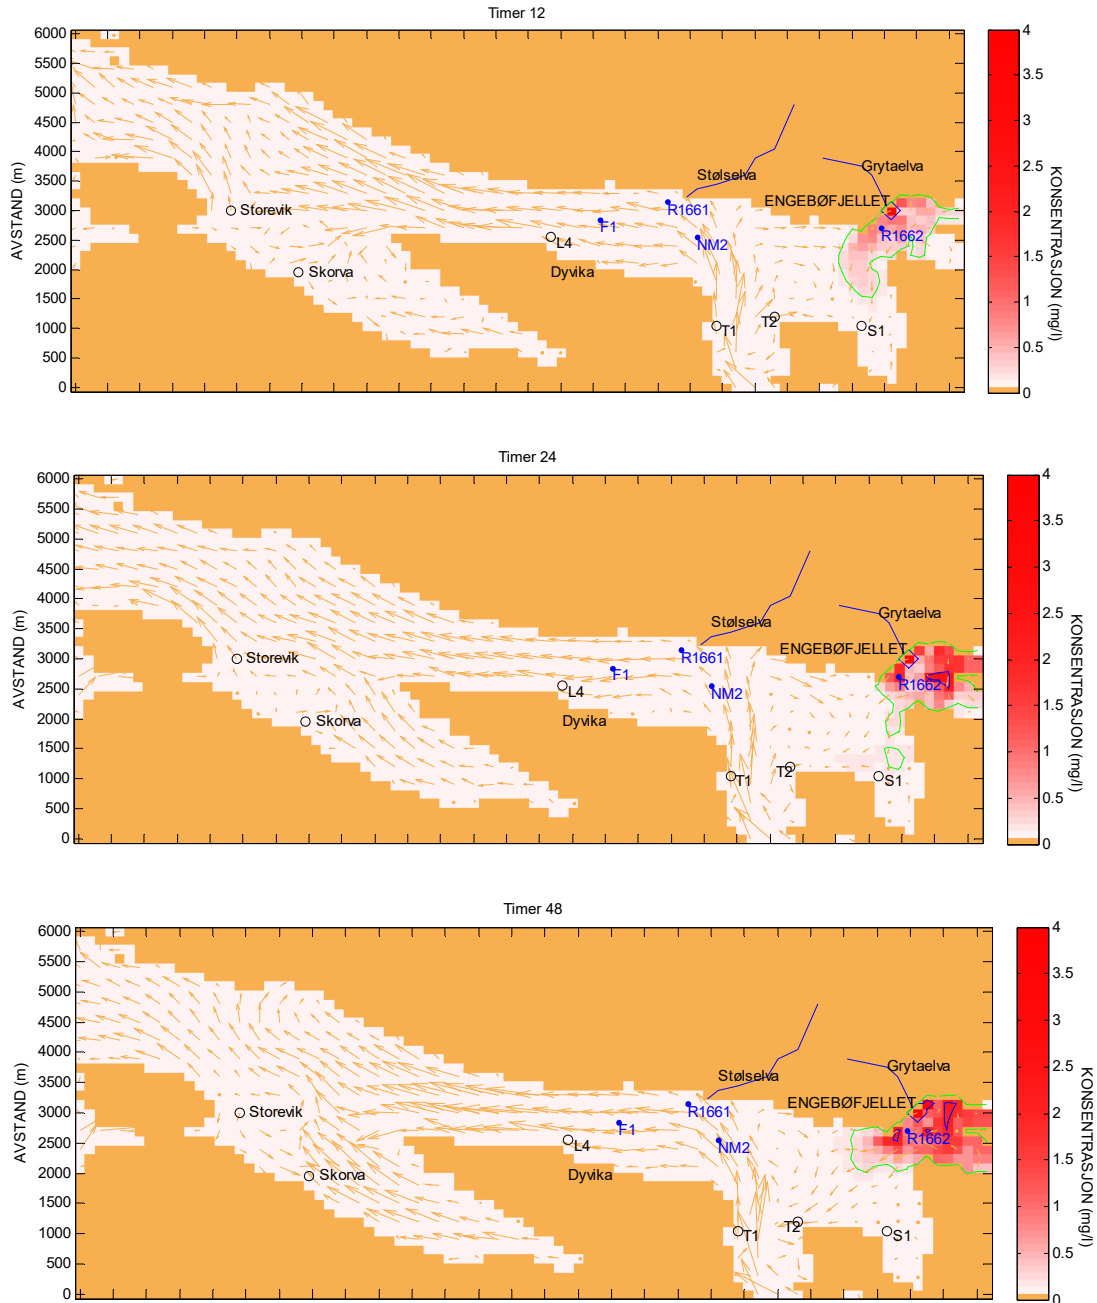 Timer 12
6000
5500
5000
4500
4000
3500
3000
2500
2000
1500
1000
500
0
AVSTAND (m)
Stølselva
Grytaelva
ENGEBØFJELLET
R1661
R1662
F1
NM2
L4
Dyvika
Storevik
Skorva
T1
T2
S1
4
3.5
3
2.5
2
1.5
1
0.5
0
KONSENTRASJON (mg/l)
Timer 24
6000
5500
5000
4500
4000
3500
3000
2500
2000
1500
1000
500
0
AVSTAND (m)
Stølselva
Grytaelva
ENGEBØFJELLET
R1661
R1662
F1
NM2
L4
Dyvika
Storevik
Skorva
T1
T2
S1
4
3.5
3
2.5
2
1.5
1
0.5
0
KONSENTRASJON (mg/l)
Timer 48
6000
5500
5000
4500
4000
3500
3000
2500
2000
1500
1000
500
0
AVSTAND (m)
Stølselva
Grytaelva
ENGEBØFJELLET
R1661
R1662
F1
NM2
L4
Dyvika
Storevik
Skorva
T1
T2
S1
4
3.5
3
2.5
2
1.5
1
0.5
0
KONSENTRASJON (mg/l)